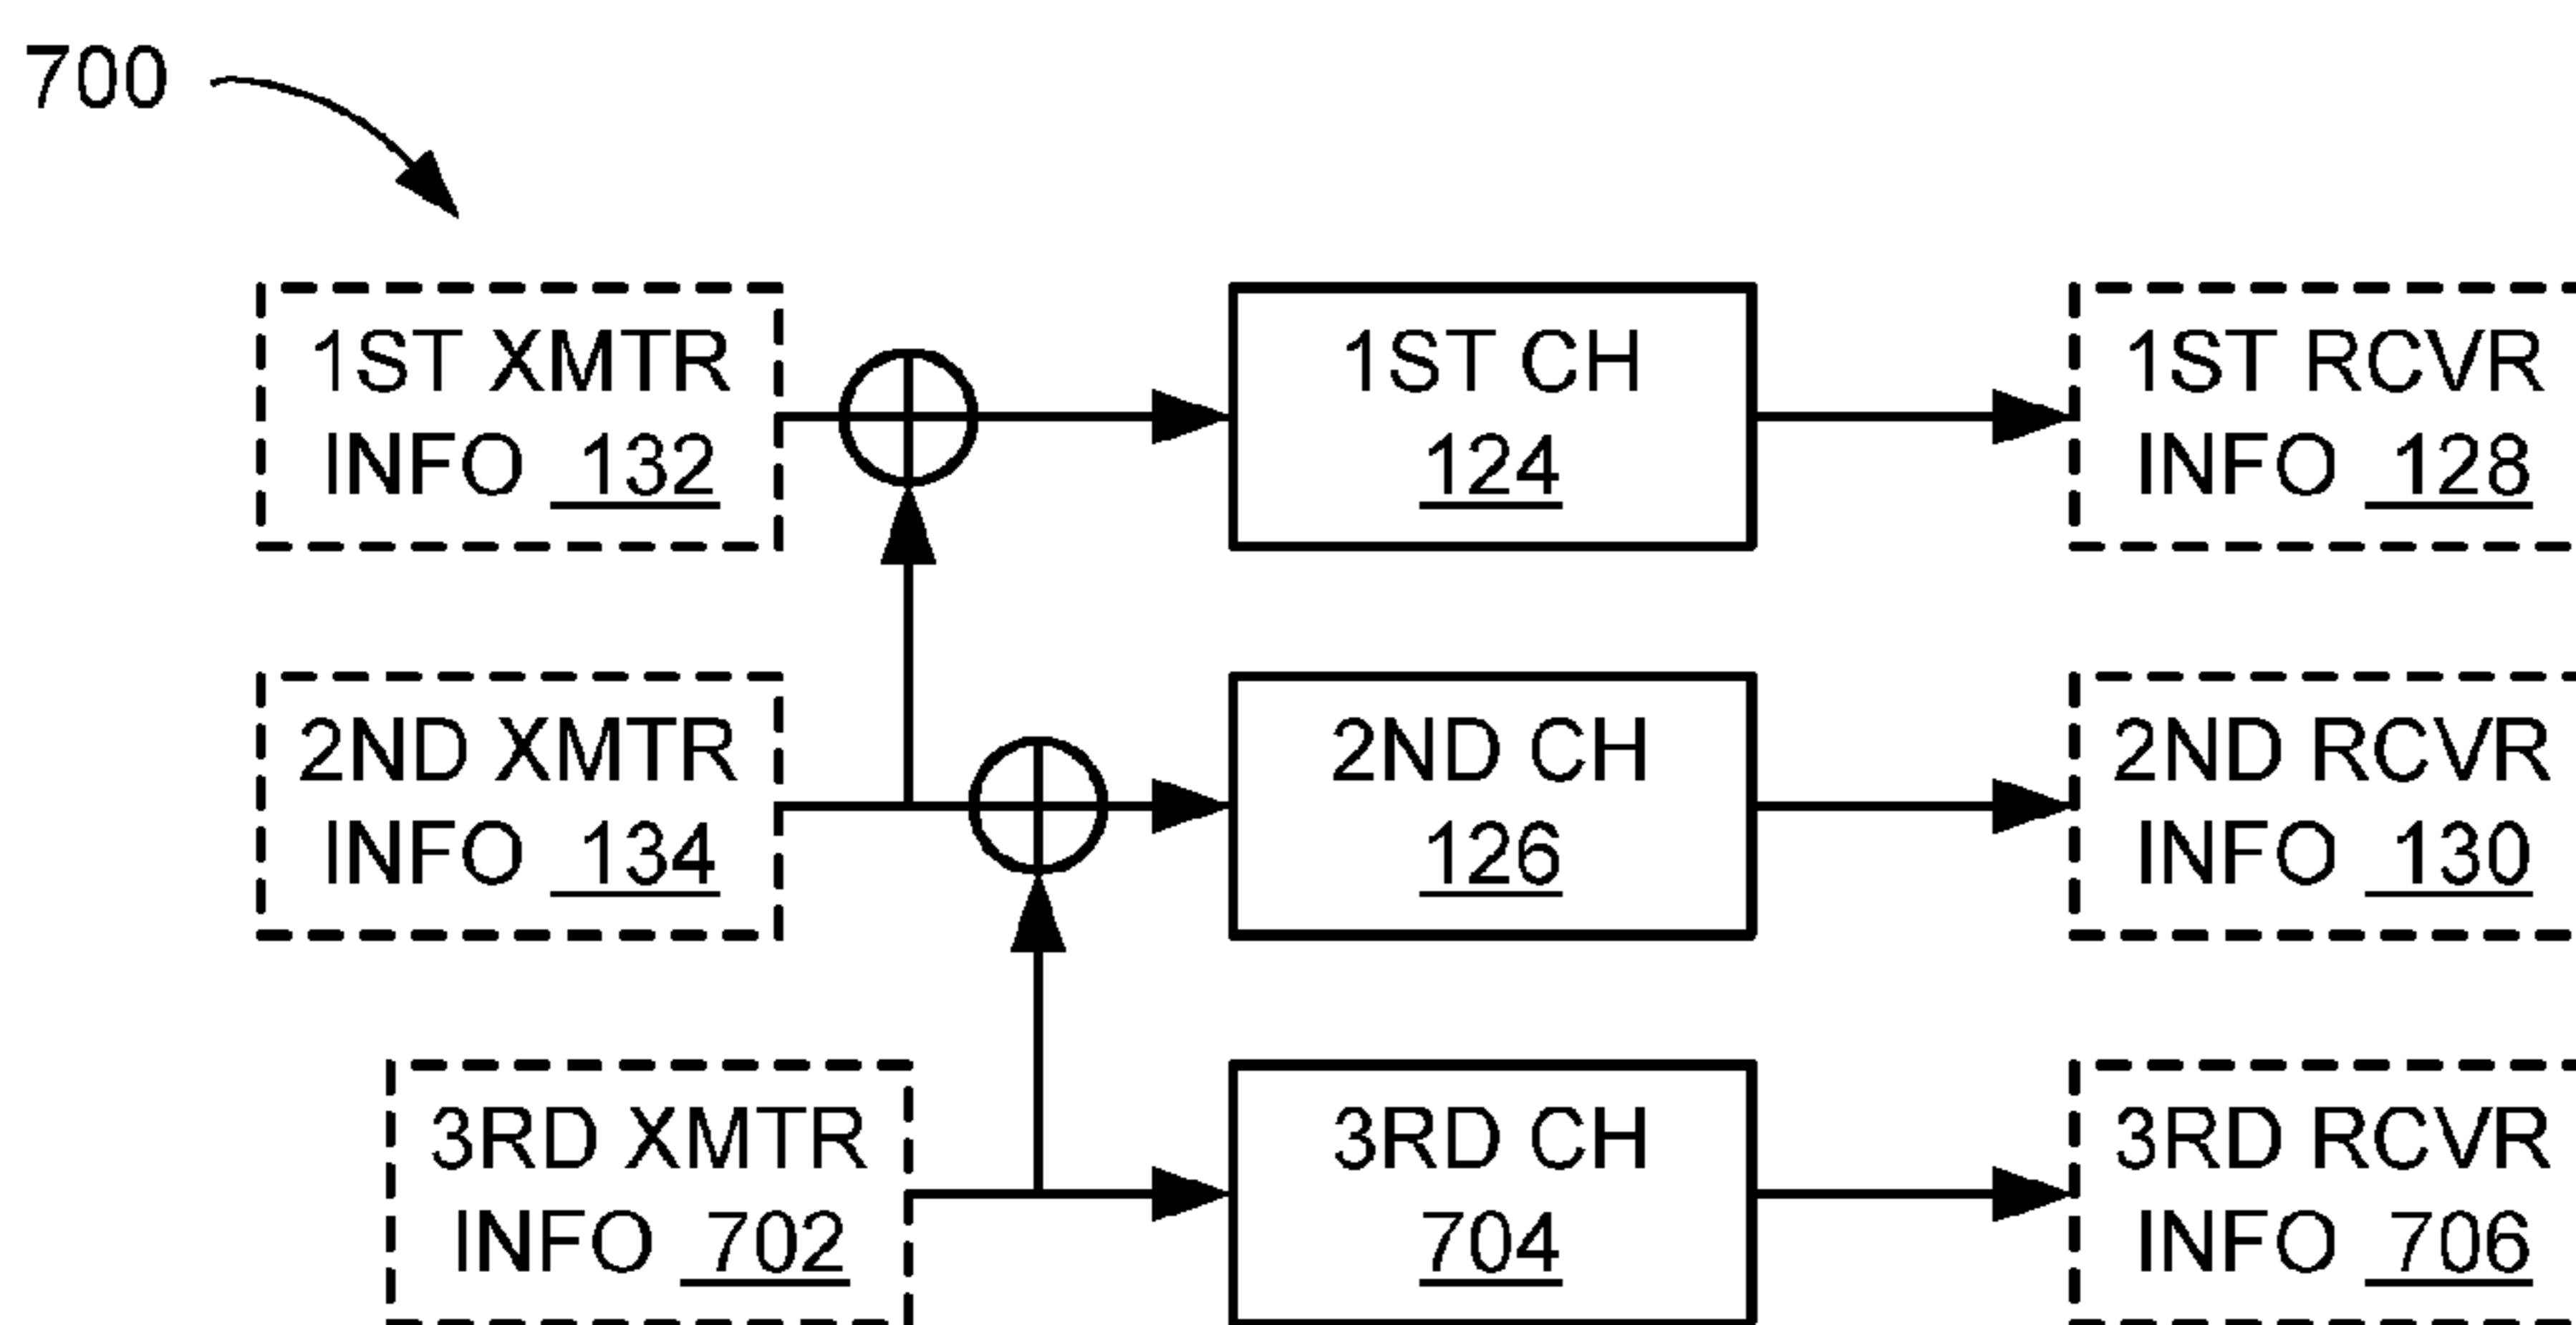 700
1ST XMTR
INFO 132
1ST CH
124
1ST RCVR
INFO 128
2ND XMTR
INFO 134
2ND CH
126
2ND RCVR
INFO 130
3RD XMTR
INFO 702
3RD CH
704
3RD RCVR
INFO 706